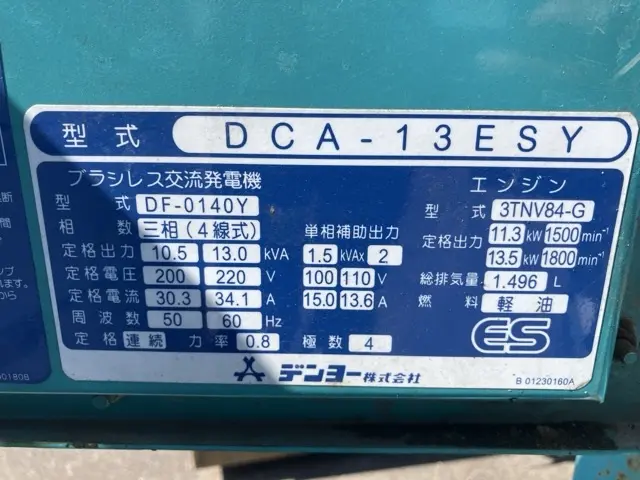 型式 DCA-13ESY
ブラシレス交流発電機
型式 DF-0140Y
相数 三相(4線式) 単相補助出力
定格出力 10.5 13.0 kVA 1.5 kVA× 2
定格電圧 200 220 V 100 110 V
定格電流 30.3 34.1 A 15.0 13.6 A
周波数 50 60 Hz
定格 連続 力率 0.8 極数 4
エンジン
型式 3TNV84-G
定格出力 11.3 kW 1500 min⁻¹
13.5 kW 1800 min⁻¹
総排気量 1.496 L
燃料 軽油
ES
デンヨー株式会社
B 01230160A
断
間
から